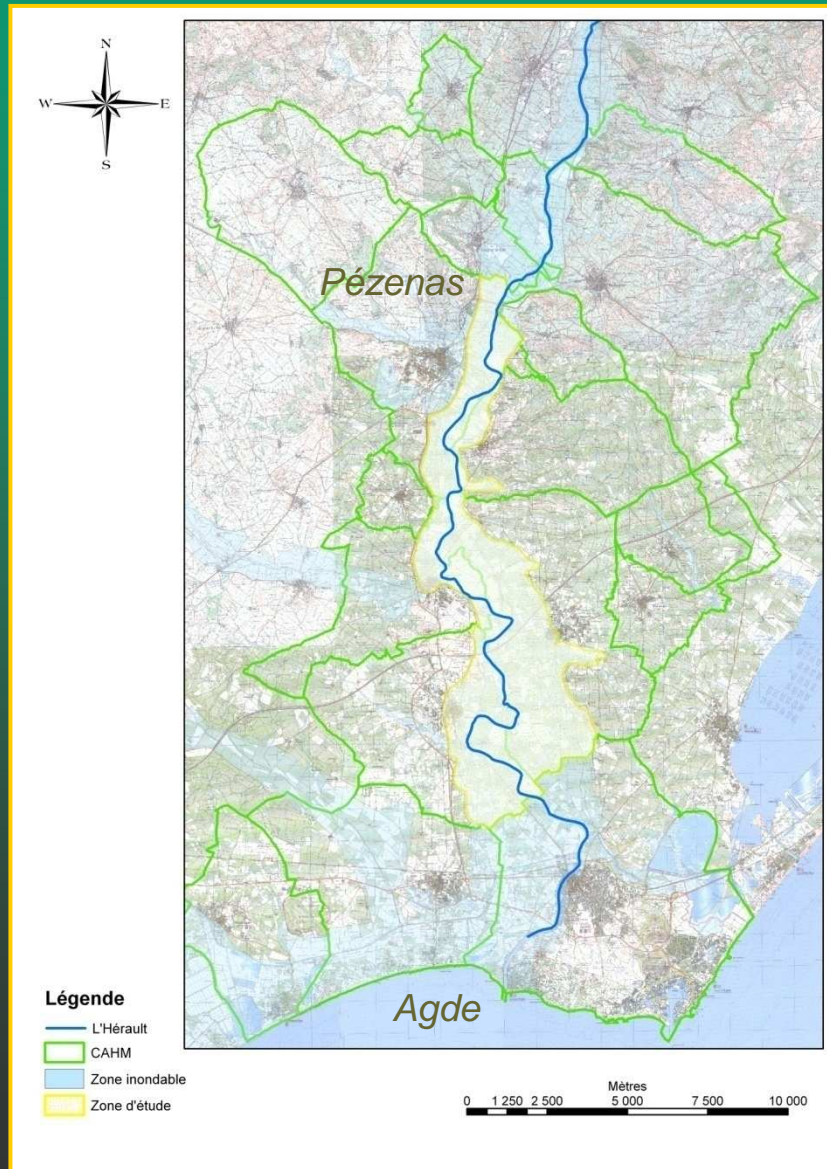 N
W E
S
Pézenas
Agde
Légende
L'Hérault
CAHM
Zone inondable
Zone d'étude
Mètres
0 1 250 2 500 5 000 7 500 10 000